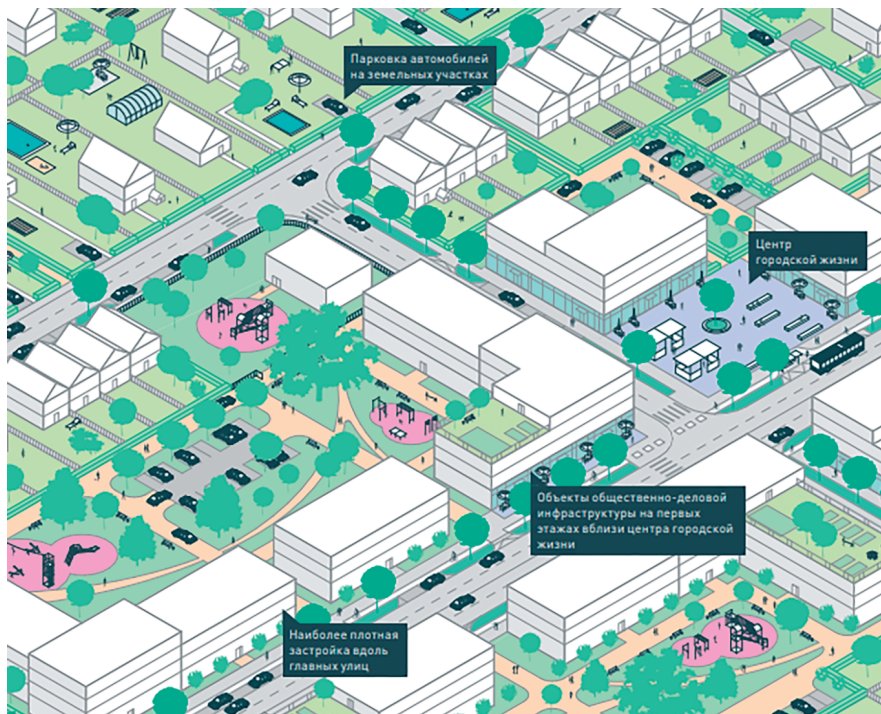 Парковка автомобилей
на земельных участках
Центр
городской жизни
Объекты общественно-деловой
инфраструктуры на первых
этажах вблизи центра городской
жизни
Наиболее плотная
застройка вдоль
главных улиц